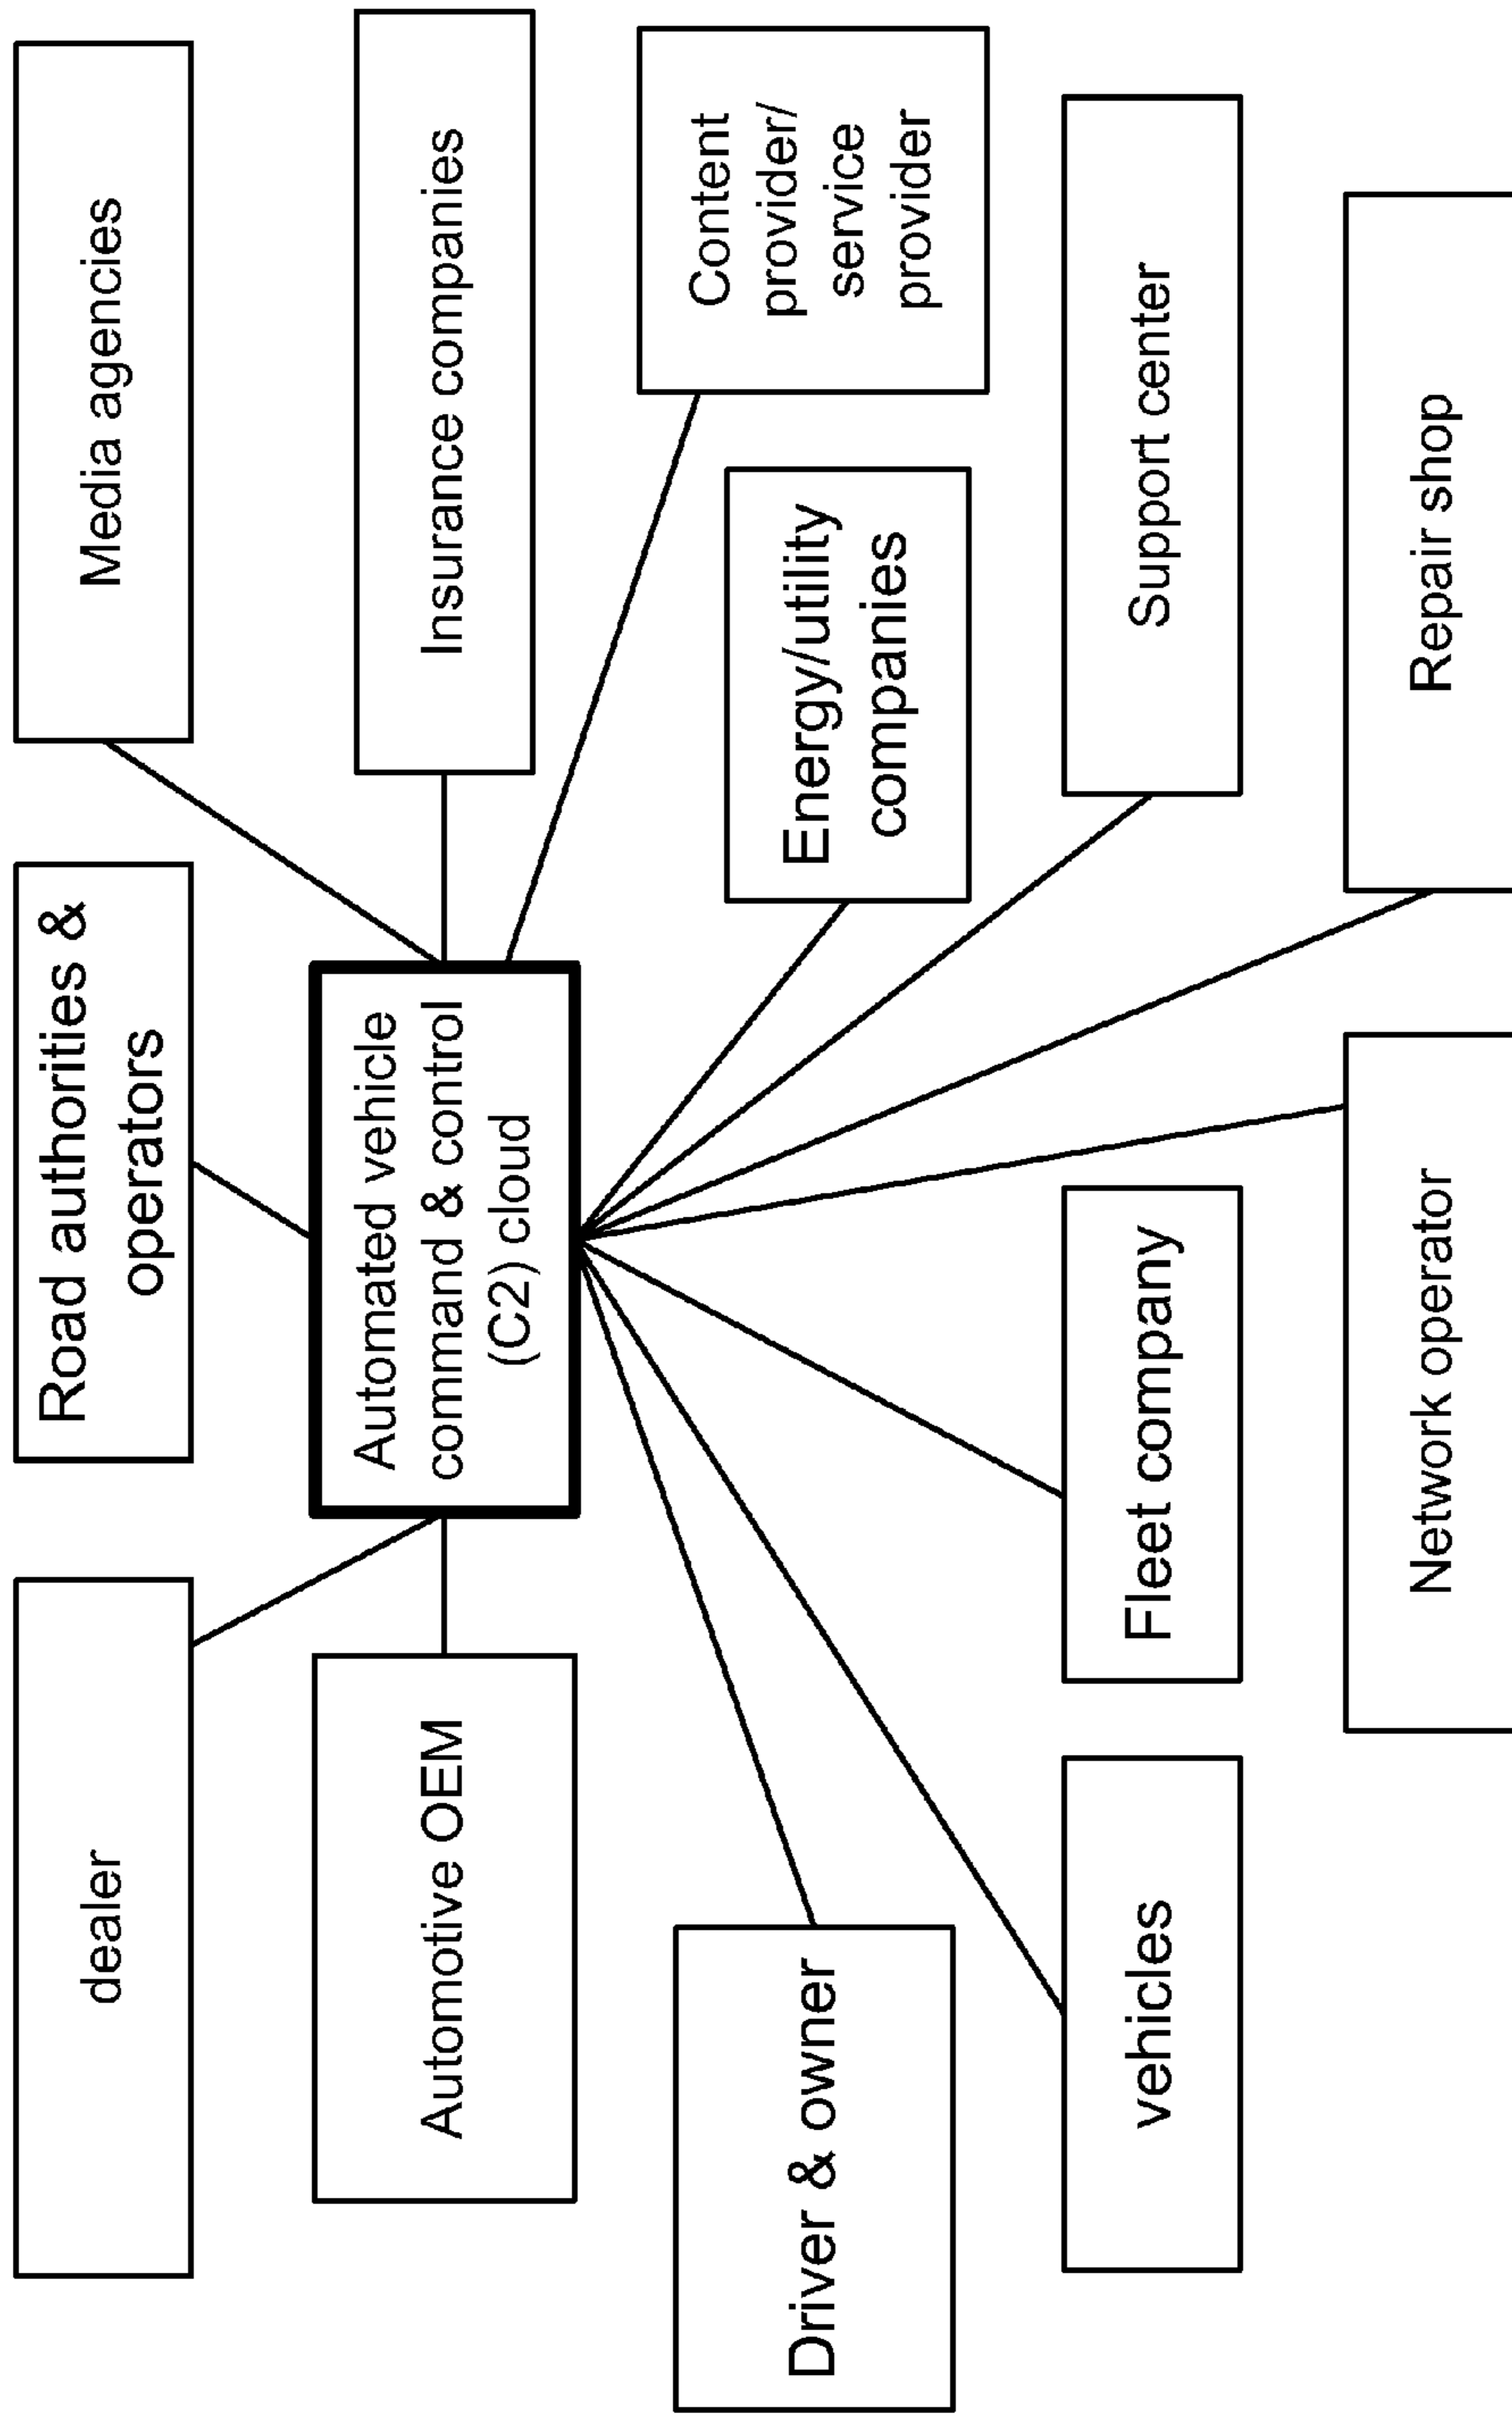 dealer
Road authorities &
operators
Media agencies
Automotive OEM
Automated vehicle
command & control
(C2) cloud
Insurance companies
Content
provider/
service
provider
Driver & owner
Energy/utility
companies
vehicles
Fleet company
Support center
Network operator
Repair shop